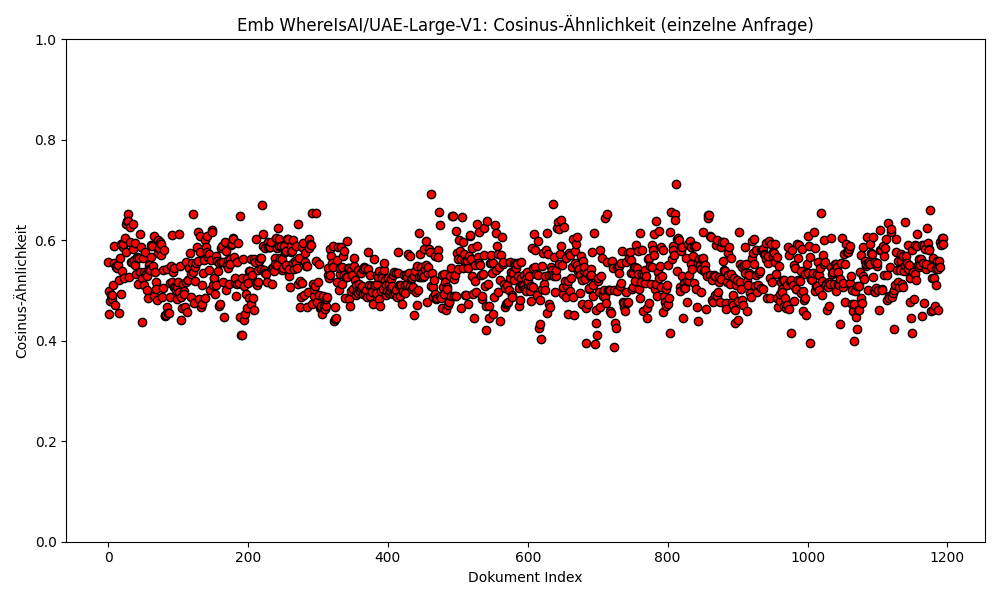 Emb WhereIsAI/UAE-Large-V1: Cosinus-Ähnlichkeit (einzelne Anfrage)
1.0
0.8
0.6
0.4
0.2
0.0
Cosinus-Ähnlichkeit
0 200 400 600 800 1000 1200
Dokument Index